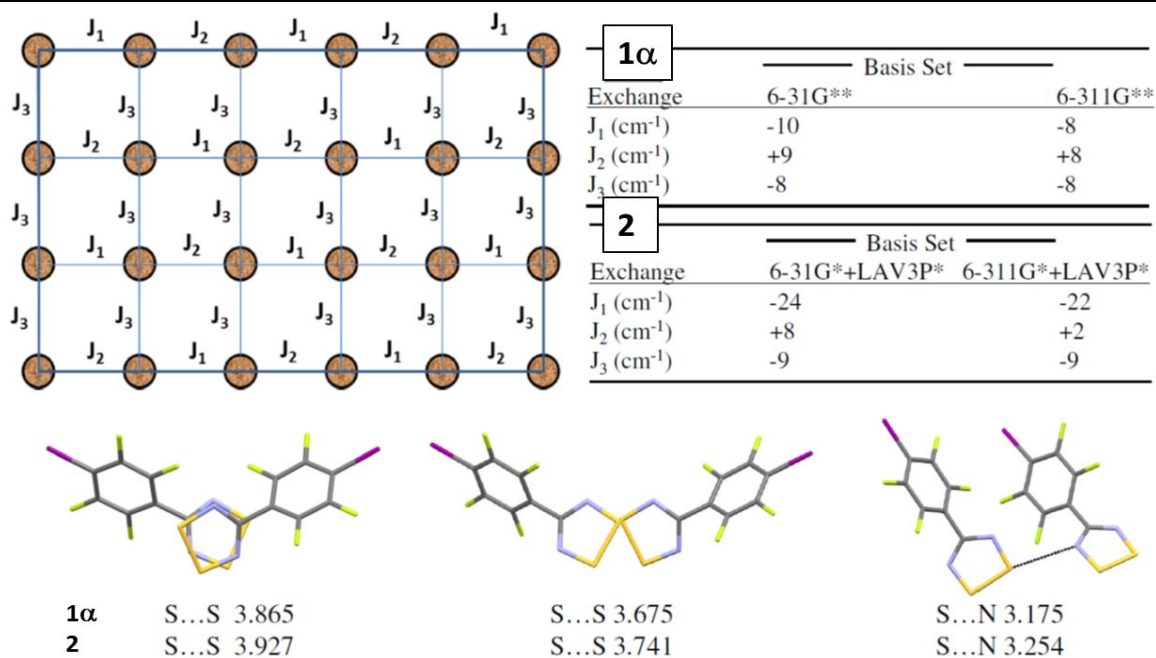 J1 J2 J1 J2 J1
J3 J3 J3 J3 J3 J3
J2 J1 J2 J1 J2
J3 J3 J3 J3 J3 J3
J1 J2 J1 J2 J1
J3 J3 J3 J3 J3 J3
J2 J1 J2 J1 J2
1α
Basis Set
Exchange 6-31G** 6-311G**
J1 (cm-1) -10 -8
J2 (cm-1) +9 +8
J3 (cm-1) -8 -8
2
Basis Set
Exchange 6-31G*+LAV3P* 6-311G*+LAV3P*
J1 (cm-1) -24 -22
J2 (cm-1) +8 +2
J3 (cm-1) -9 -9
1α S...S 3.865 S...S 3.675 S...N 3.175
2 S...S 3.927 S...S 3.741 S...N 3.254